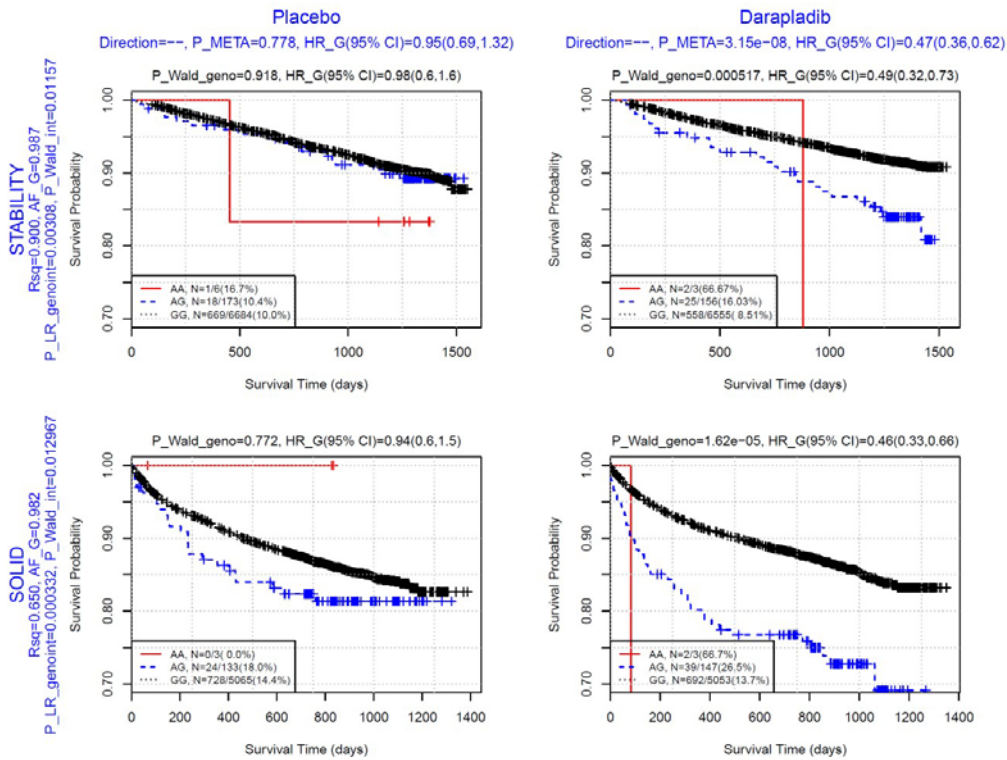 Placebo
Direction=−−, P_META=0.778, HR_G(95% CI)=0.95(0.69,1.32)
Darapladib
Direction=−−, P_META=3.15e−08, HR_G(95% CI)=0.47(0.36,0.62)
STABILITY
Rsq=0.900, AF_G=0.987
P_LR_genoint=0.00308, P_Wald_int=0.01157
P_Wald_geno=0.918, HR_G(95% CI)=0.98(0.6,1.6)
Survival Probability
1.00
0.90
0.80
0.70
AA, N=1/6(16.7%)
AG, N=18/173(10.4%)
GG, N=669/6684(10.0%)
0 500 1000 1500
Survival Time (days)
P_Wald_geno=0.000517, HR_G(95% CI)=0.49(0.32,0.73)
Survival Probability
1.00
0.90
0.80
0.70
AA, N=2/3(66.67%)
AG, N=25/156(16.03%)
GG, N=558/6555( 8.51%)
0 500 1000 1500
Survival Time (days)
SOLID
Rsq=0.650, AF_G=0.982
P_LR_genoint=0.000332, P_Wald_int=0.012967
P_Wald_geno=0.772, HR_G(95% CI)=0.94(0.6,1.5)
Survival Probability
1.00
0.90
0.80
0.70
AA, N=0/3( 0.0%)
AG, N=24/133(18.0%)
GG, N=728/5065(14.4%)
0 200 400 600 800 1000 1200 1400
Survival Time (days)
P_Wald_geno=1.62e−05, HR_G(95% CI)=0.46(0.33,0.66)
Survival Probability
1.00
0.90
0.80
0.70
AA, N=2/3(66.7%)
AG, N=39/147(26.5%)
GG, N=692/5053(13.7%)
0 200 400 600 800 1000 1200 1400
Survival Time (days)